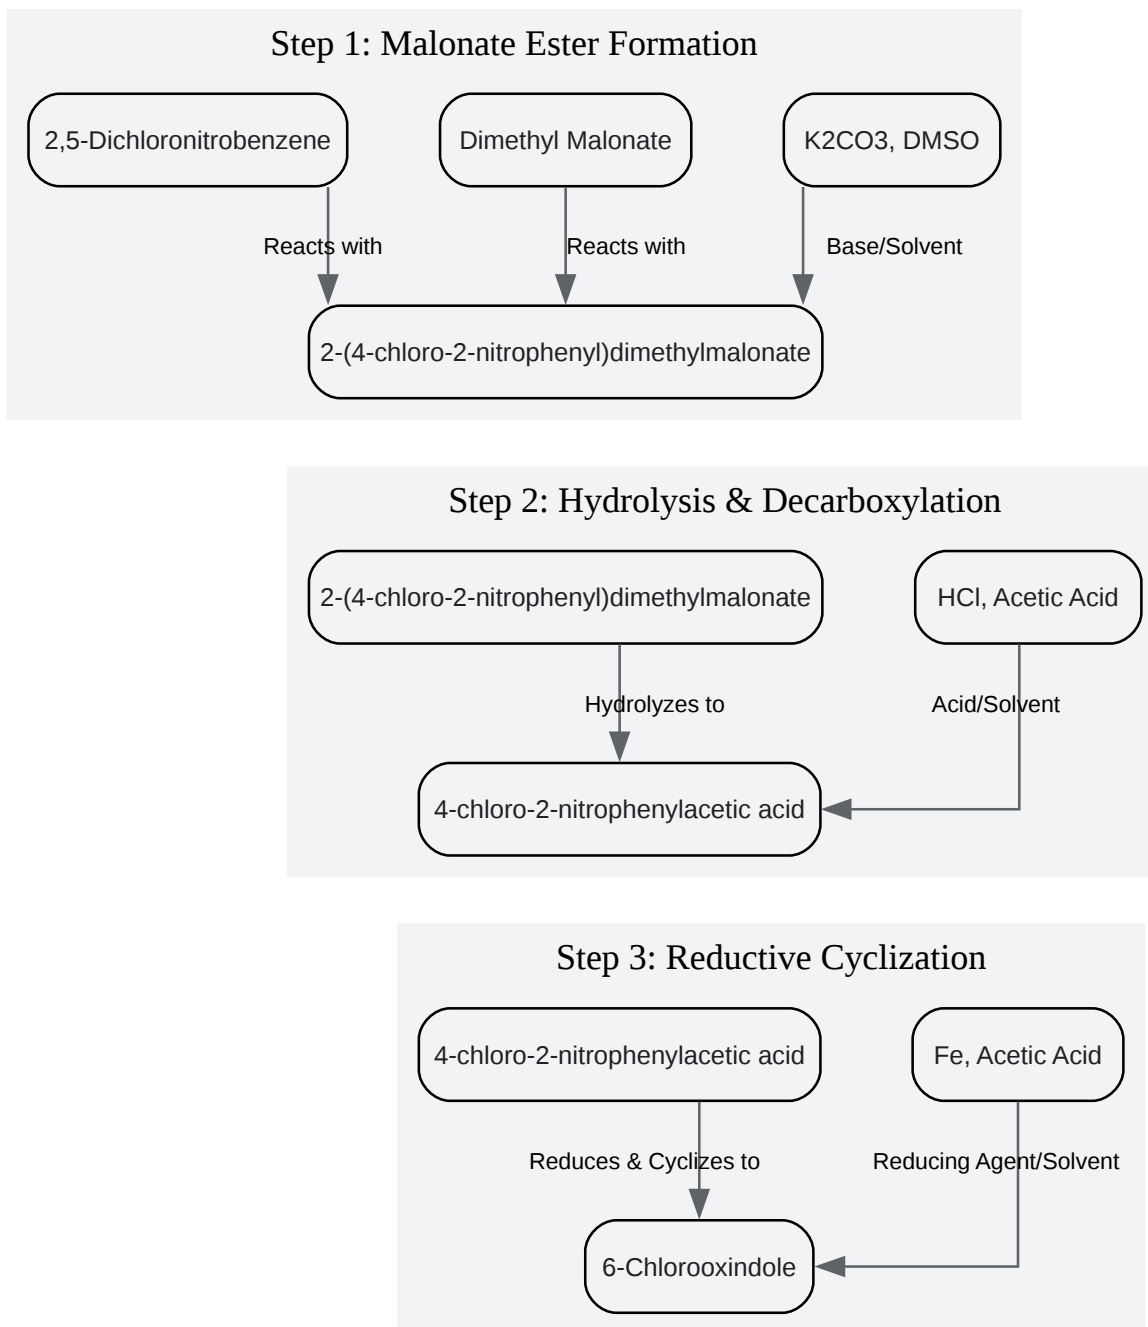 Step 1: Malonate Ester Formation
2,5-Dichloronitrobenzene
Dimethyl Malonate
K2CO3, DMSO
Reacts with
Reacts with
Base/Solvent
2-(4-chloro-2-nitrophenyl)dimethylmalonate
Step 2: Hydrolysis & Decarboxylation
2-(4-chloro-2-nitrophenyl)dimethylmalonate
HCl, Acetic Acid
Hydrolyzes to
Acid/Solvent
4-chloro-2-nitrophenylacetic acid
Step 3: Reductive Cyclization
4-chloro-2-nitrophenylacetic acid
Fe, Acetic Acid
Reduces & Cyclizes to
Reducing Agent/Solvent
6-Chlorooxindole